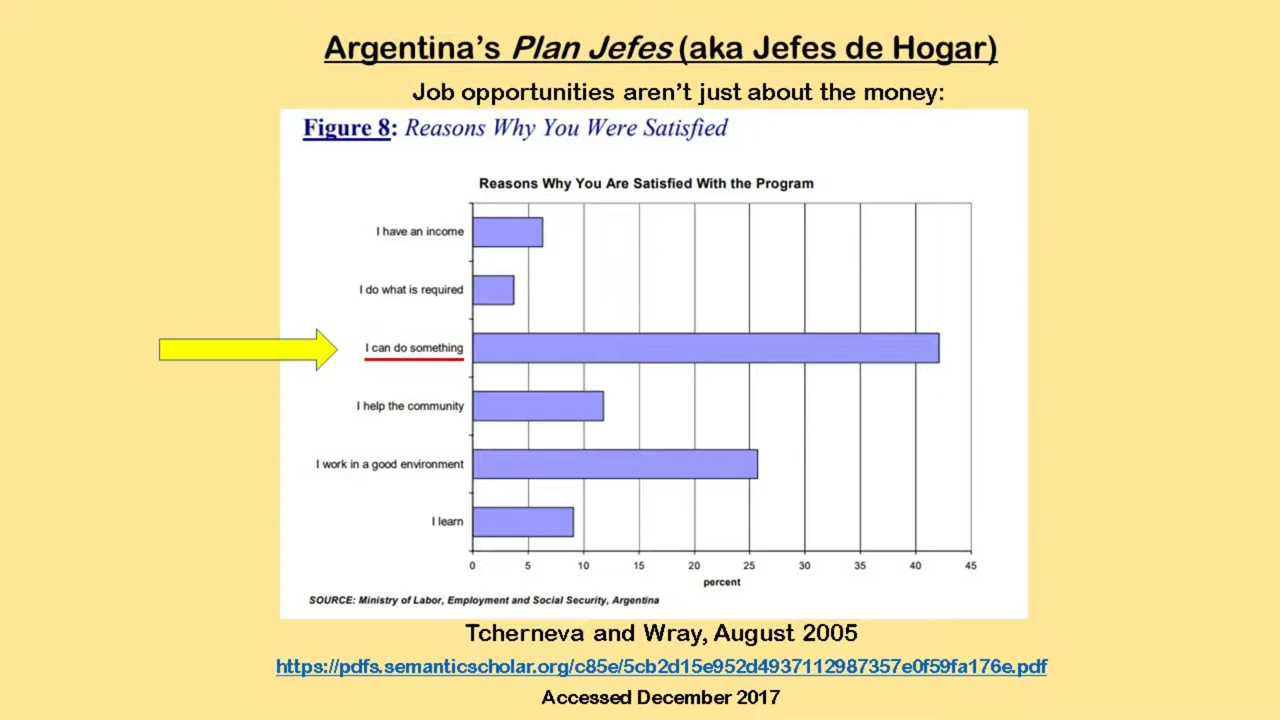 Argentina's Plan Jefes (aka Jefes de Hogar)
Job opportunities aren't just about the money:
Figure 8: Reasons Why You Were Satisfied
Reasons Why You Are Satisfied With the Program
I have an income
I do what is required
I can do something
I help the community
I work in a good environment
I learn
0 5 10 15 20 25 30 35 40 45
percent
SOURCE: Ministry of Labor, Employment and Social Security, Argentina
Tcherneva and Wray, August 2005
https://pdfs.semanticscholar.org/c85e/5cb2d15e952d4937112987357e0f59fa176e.pdf
Accessed December 2017